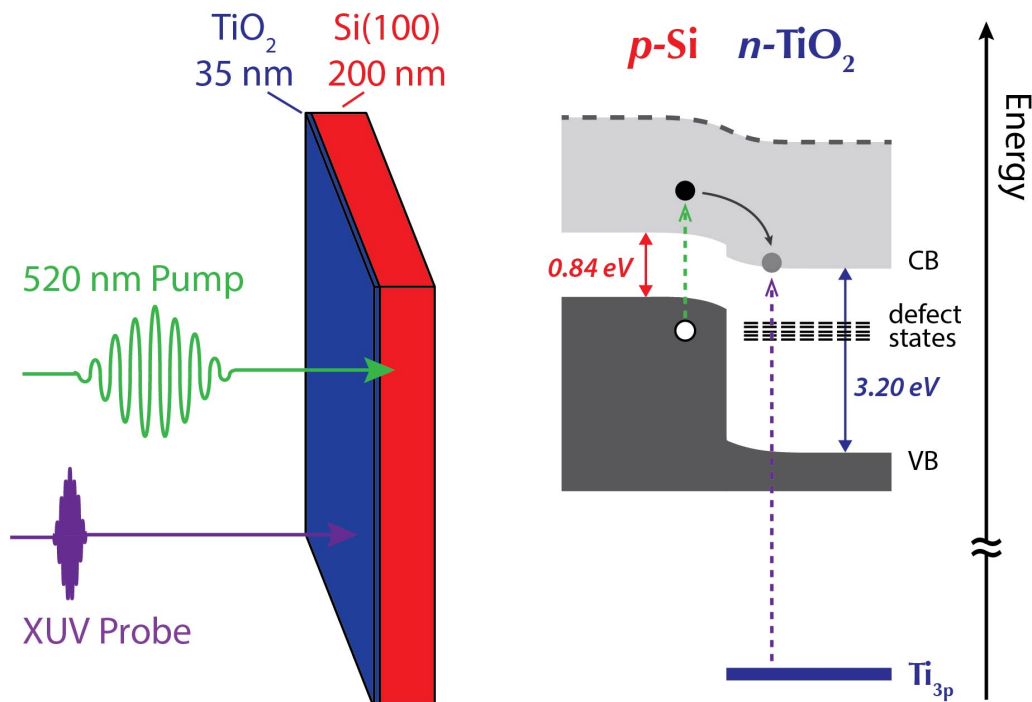 TiO₂
35 nm
Si(100)
200 nm
520 nm Pump
XUV Probe
p-Si
n-TiO₂
Energy
0.84 eV
CB
defect
states
3.20 eV
VB
Ti₃ₚ